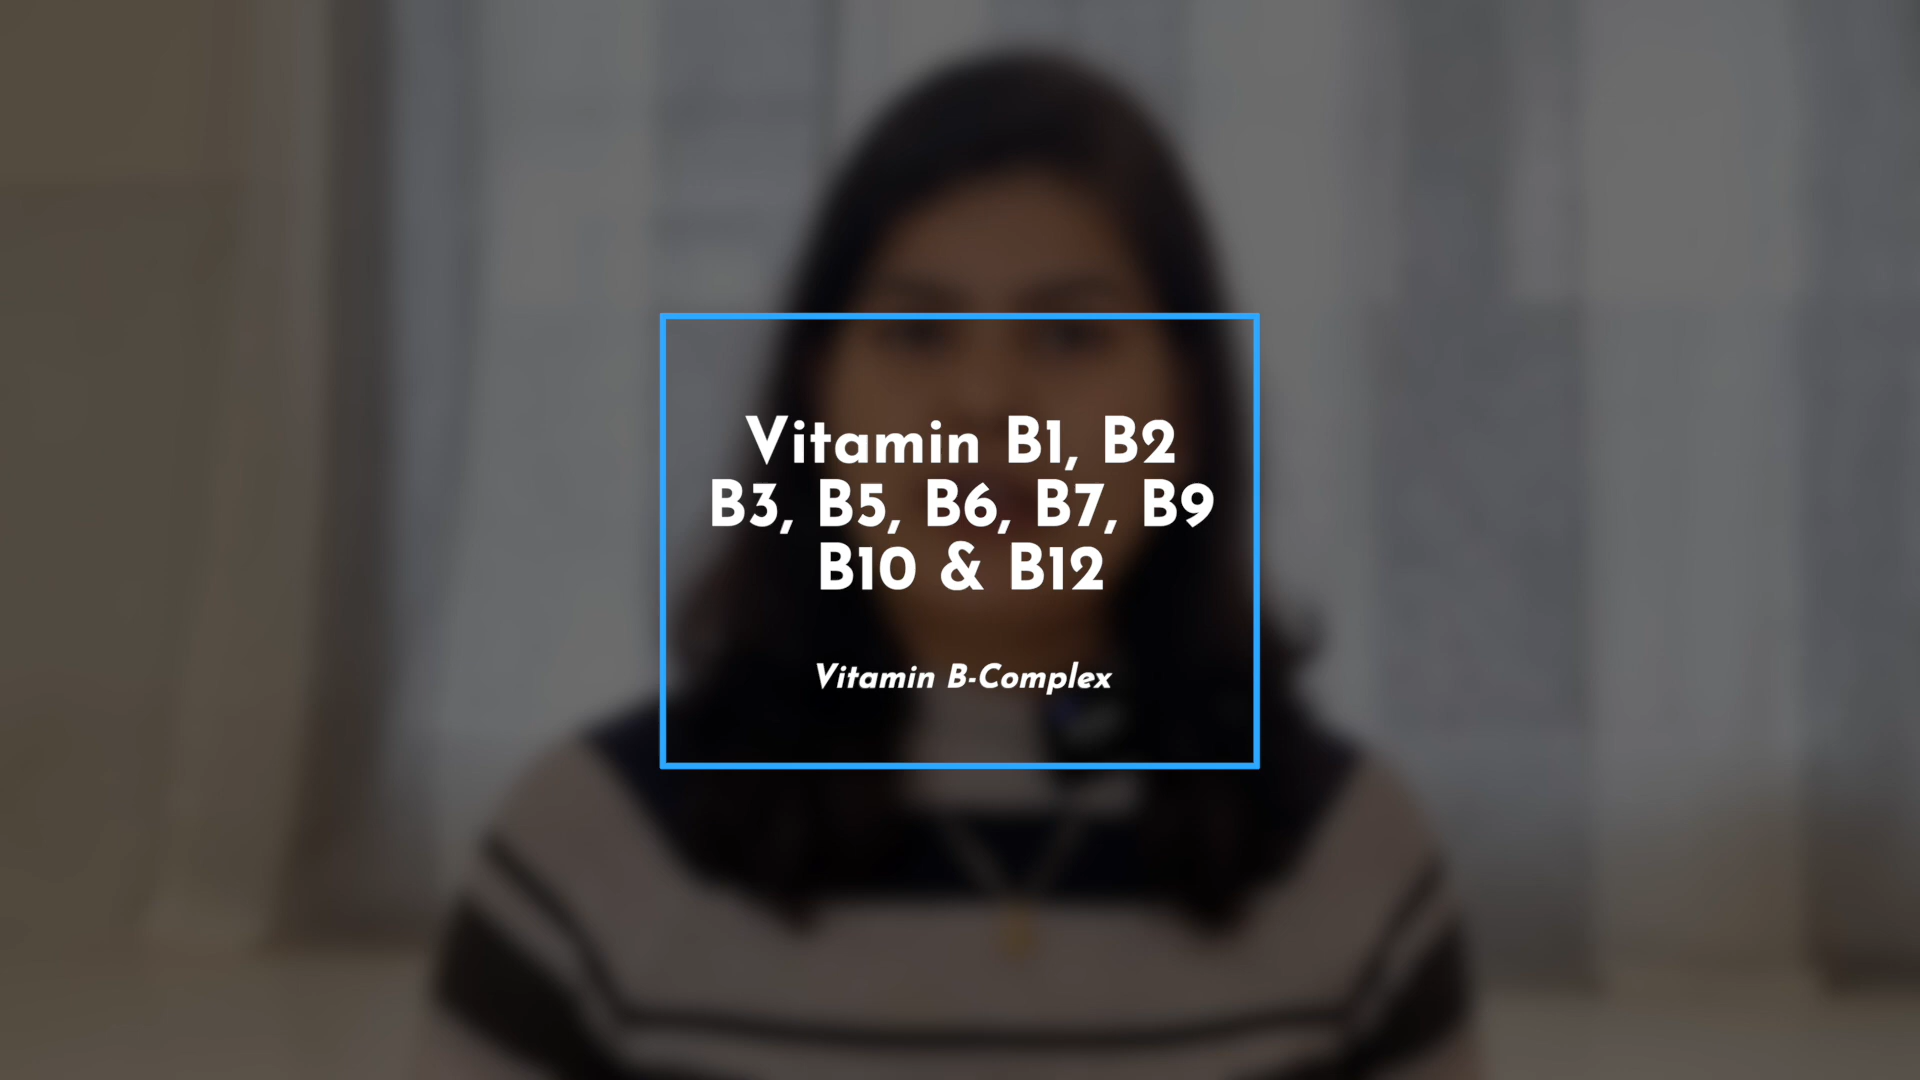 Vitamin B1, B2
B3, B5, B6, B7, B9
B10 & B12
Vitamin B-Complex